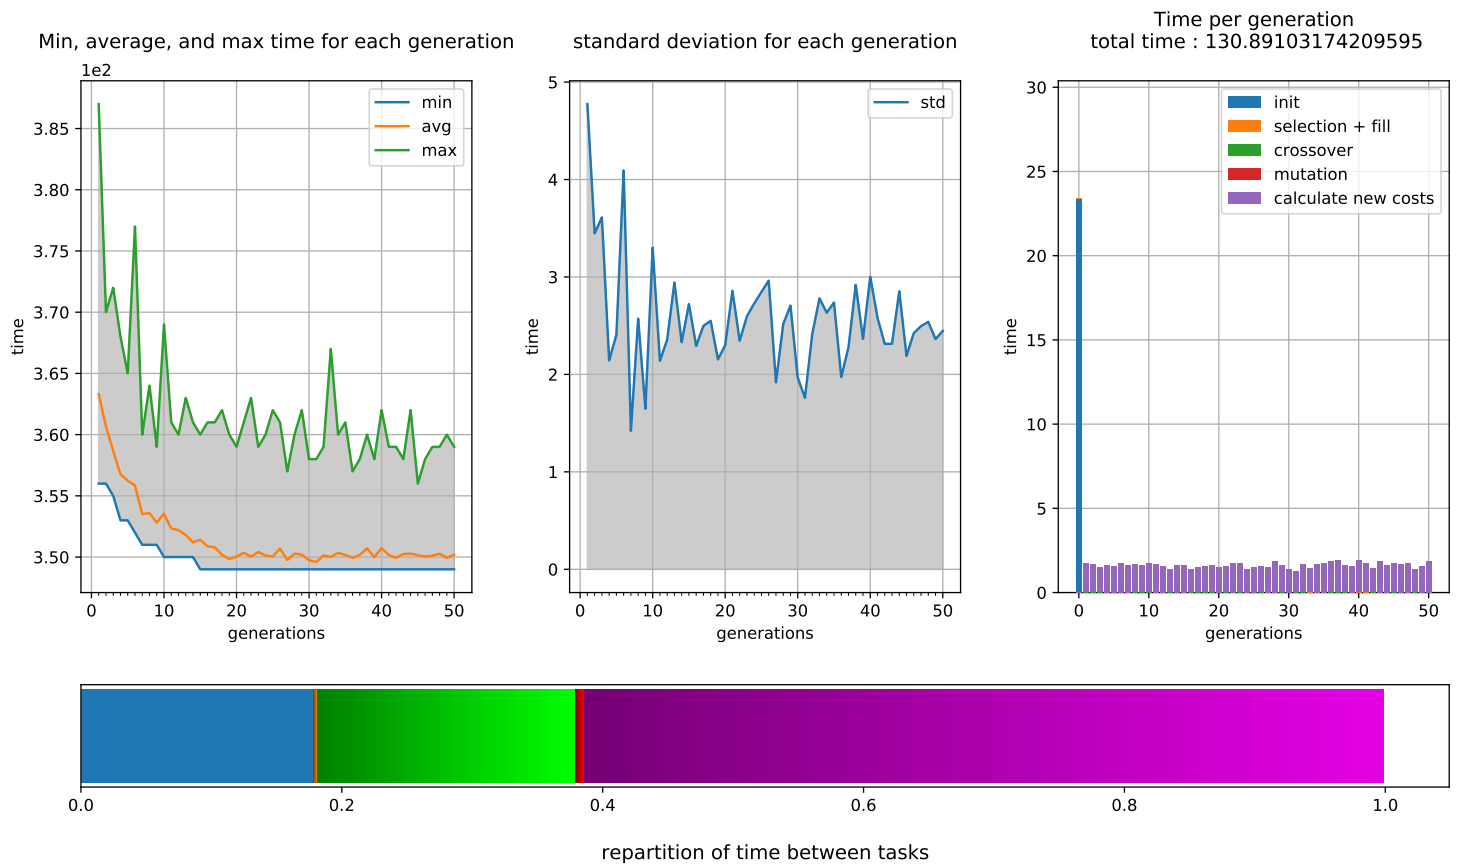 Min, average, and max time for each generation
1e2
3.85
3.80
3.75
3.70
3.65
3.60
3.55
3.50
time
min
avg
max
0 10 20 30 40 50
generations
standard deviation for each generation
5
4
3
2
1
0
time
std
0 10 20 30 40 50
generations
Time per generation
total time : 130.89103174209595
30
25
20
15
10
5
0
time
init
selection + fill
crossover
mutation
calculate new costs
0 10 20 30 40 50
generations
0.0 0.2 0.4 0.6 0.8 1.0
repartition of time between tasks